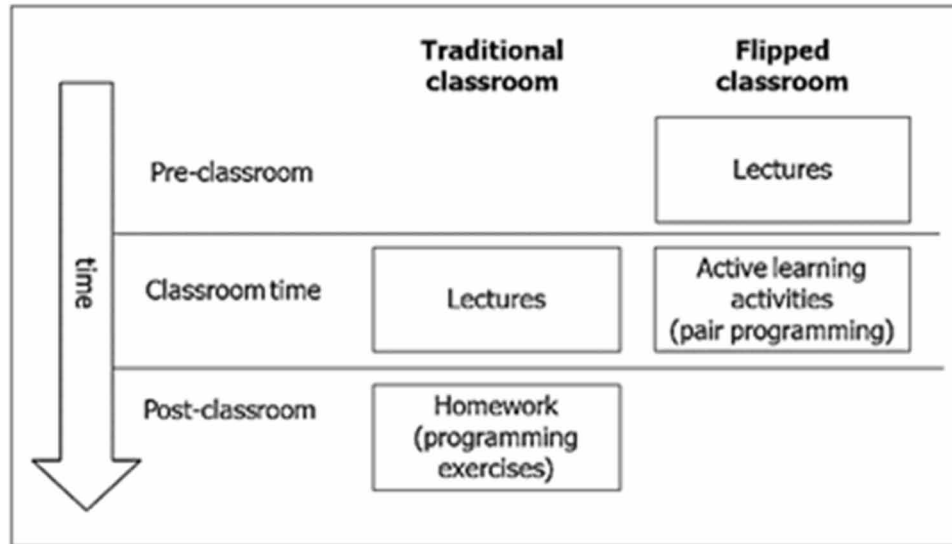 Traditional
classroom
Flipped
classroom
Pre-classroom
Lectures
time
Classroom time
Lectures
Active learning
activities
(pair programming)
Post-classroom
Homework
(programming
exercises)